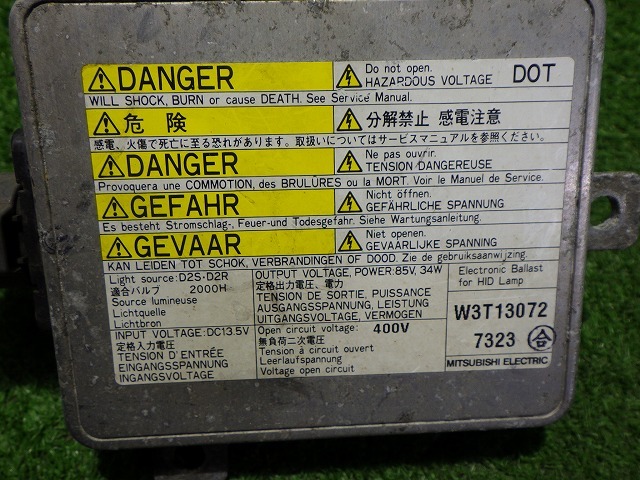 ⚠DANGER
Do not open.
HAZARDOUS VOLTAGE
DOT
WILL SHOCK, BURN or cause DEATH. See Service Manual.
⚠危 険
分解禁止 感電注意
感電、火傷で死亡に至る恐れがあります。取扱いについてはサービスマニュアルを参照ください。
⚠DANGER
Ne pas ouvrir.
TENSION DANGEREUSE
Provoquera une COMMOTION, des BRULÛRES ou la MORT. Voir le Manuel de Service.
⚠GEFAHR
Nicht öffnen.
GEFÄHRLICHE SPANNUNG
Es besteht Stromschlag-, Feuer-und Todesgefahr. Siehe Wartungsanleitung.
⚠GEVAAR
Niet openen.
GEVAARLIJKE SPANNING
KAN LEIDEN TOT SCHOK, VERBRANDINGEN OF DOOD. Zie de gebruiksaanwijzing.
Light source:D2S・D2R
適合バルブ 2000H
Source lumineuse
Lichtquelle
Lichtbron
INPUT VOLTAGE:DC13.5V
定格入力電圧
TENSION D'ENTRÉE
EINGANGSSPANNUNG
INGANGSVOLTAGE
OUTPUT VOLTAGE, POWER:85V, 34W
定格出力電圧、電力
TENSION DE SORTIE, PUISSANCE
AUSGANGSSPANNUNG, LEISTUNG
UITGANGSVOLTAGE, VERMOGEN
Open circuit voltage: 400V
無負荷二次電圧
Tension à circuit ouvert
Leerlaufspannung
Voltage open circuit
Electronic Ballast
for HID Lamp
W3T13072
7323 合
MITSUBISHI ELECTRIC